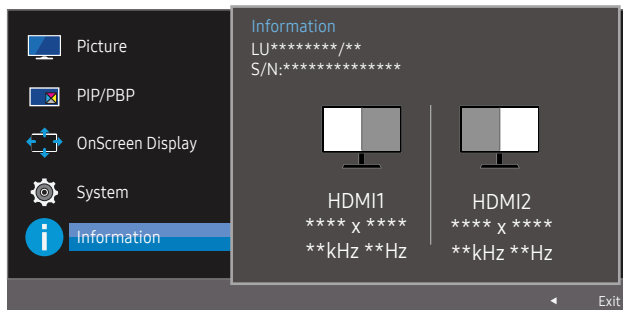 Picture
PIP/PBP
OnScreen Display
System
Information
Information
LU********/**
S/N:**************
HDMI1
**** x ****
**kHz **Hz
HDMI2
**** x ****
**kHz **Hz
Exit